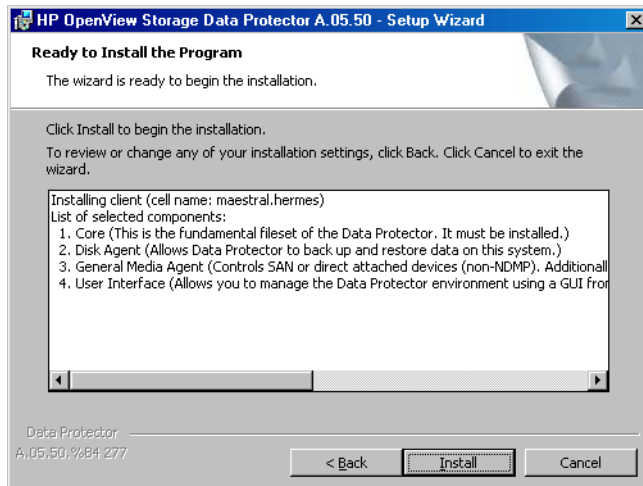 HP OpenView Storage Data Protector A.05.50 - Setup Wizard
Ready to Install the Program
The wizard is ready to begin the installation.
Click Install to begin the installation.
To review or change any of your installation settings, click Back. Click Cancel to exit the
wizard.
Installing client (cell name: maestral.hermes)
List of selected components:
1. Core (This is the fundamental fileset of the Data Protector. It must be installed.)
2. Disk Agent (Allows Data Protector to back up and restore data on this system.)
3. General Media Agent (Controls SAN or direct attached devices (non-NDMP). Additionall
4. User Interface (Allows you to manage the Data Protector environment using a GUI fror
Data Protector
A.05.50.%84 277
< Back Install Cancel